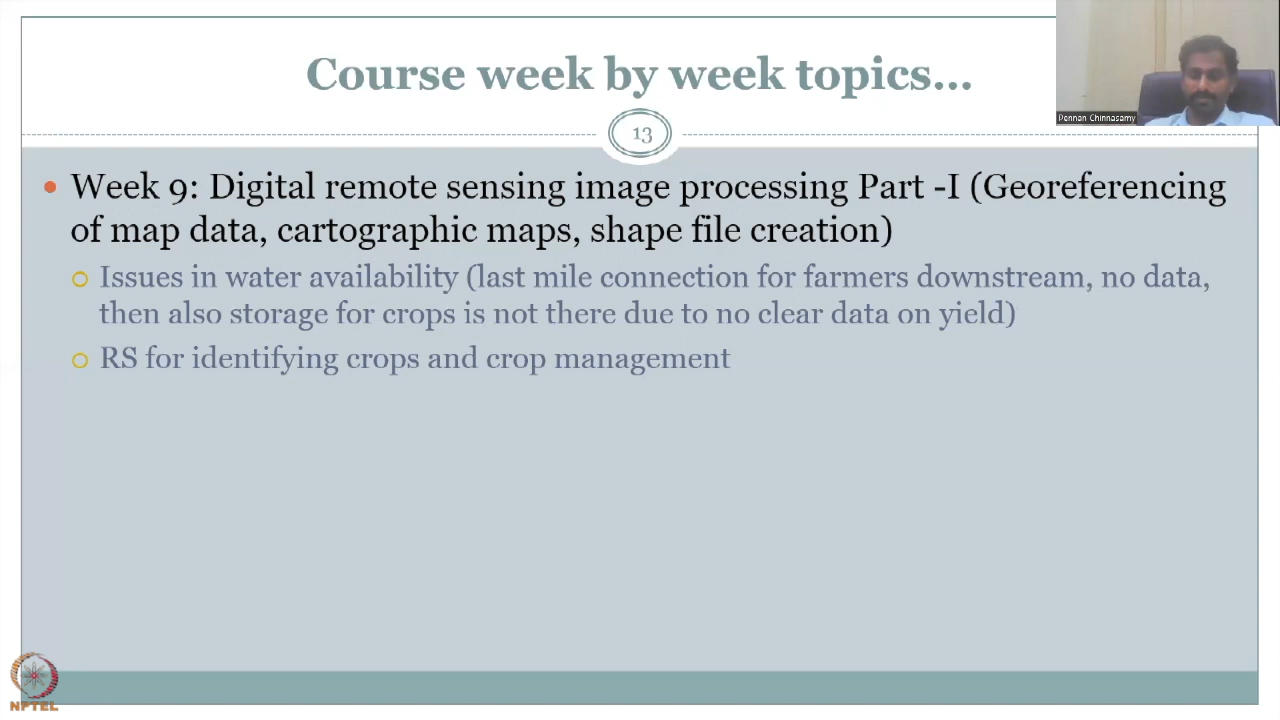 Course week by week topics...
Pennan Chinnasamy
13
Week 9: Digital remote sensing image processing Part -I (Georeferencing
of map data, cartographic maps, shape file creation)
Issues in water availability (last mile connection for farmers downstream, no data,
then also storage for crops is not there due to no clear data on yield)
RS for identifying crops and crop management
NPTEL